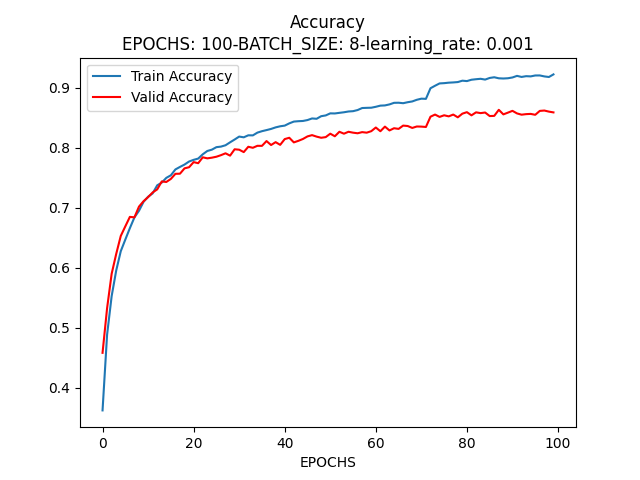 Accuracy
EPOCHS: 100-BATCH_SIZE: 8-learning_rate: 0.001
Train Accuracy
Valid Accuracy
0.9
0.8
0.7
0.6
0.5
0.4
0 20 40 60 80 100
EPOCHS